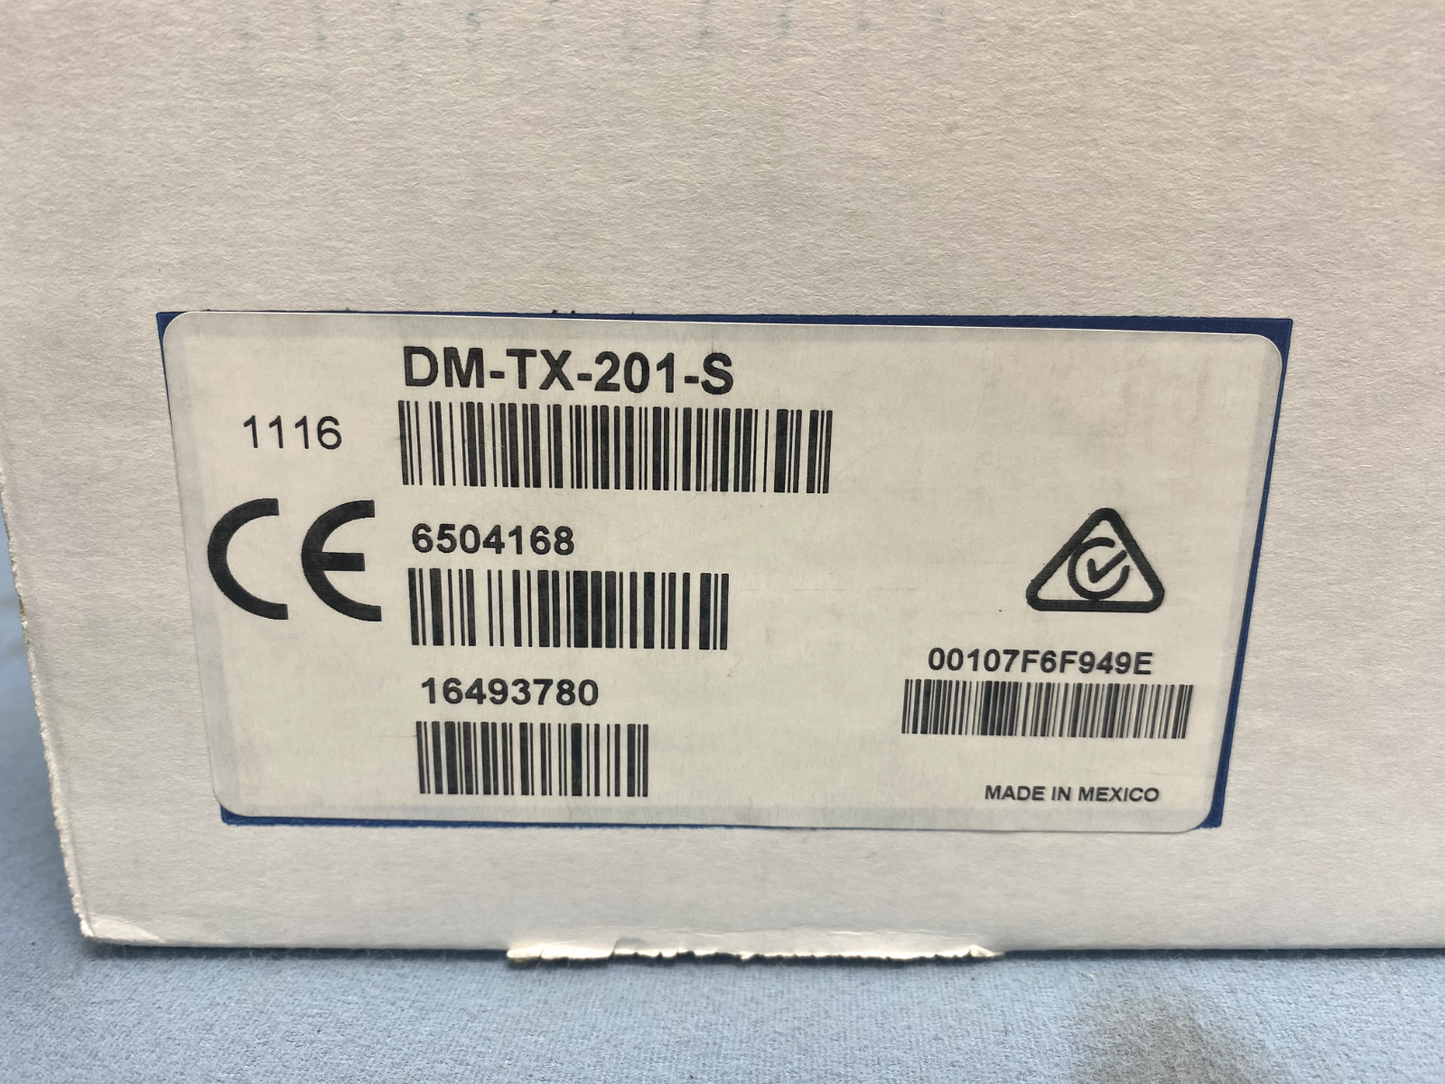 DM-TX-201-S
1116
CE
6504168
16493780
00107F6F949E
MADE IN MEXICO